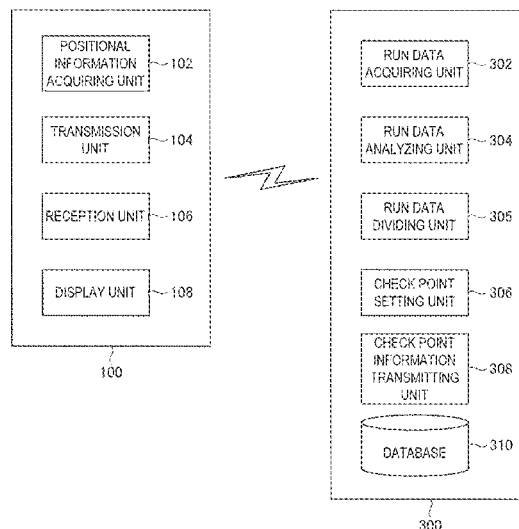 POSITIONAL
INFORMATION
ACQUIRING UNIT
102
TRANSMISSION
UNIT
104
RECEPTION UNIT
106
DISPLAY UNIT
108
100
RUN DATA
ACQUIRING UNIT
302
RUN DATA
ANALYZING UNIT
304
RUN DATA
DIVIDING UNIT
305
CHECK POINT
SETTING UNIT
306
CHECK POINT
INFORMATION
TRANSMITTING
UNIT
308
DATABASE
310
300